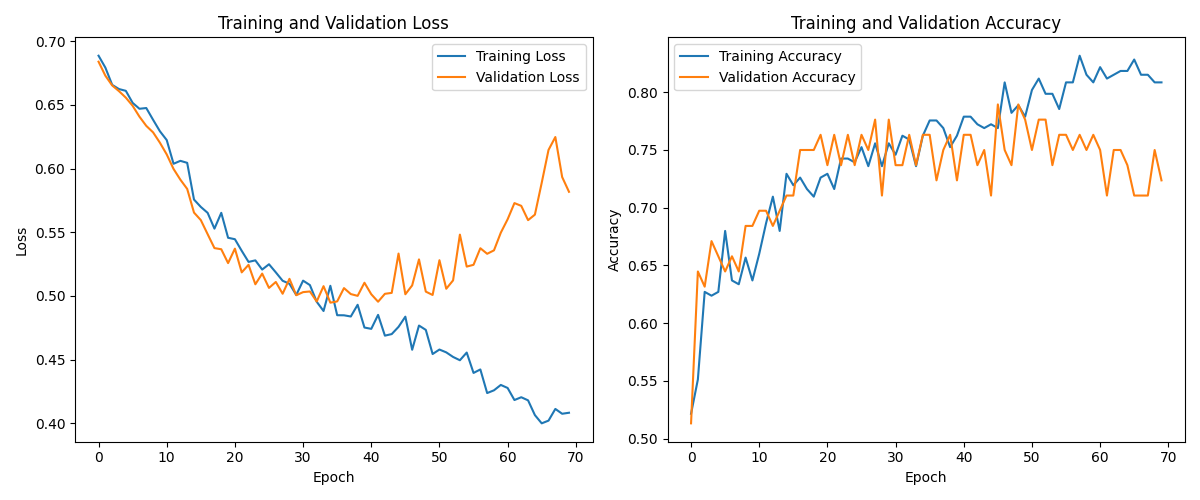 Training and Validation Loss
Training Loss
Validation Loss
0.70
0.65
0.60
0.55
0.50
0.45
0.40
Loss
0 10 20 30 40 50 60 70
Epoch
Training and Validation Accuracy
Training Accuracy
Validation Accuracy
0.80
0.75
0.70
0.65
0.60
0.55
0.50
Accuracy
0 10 20 30 40 50 60 70
Epoch